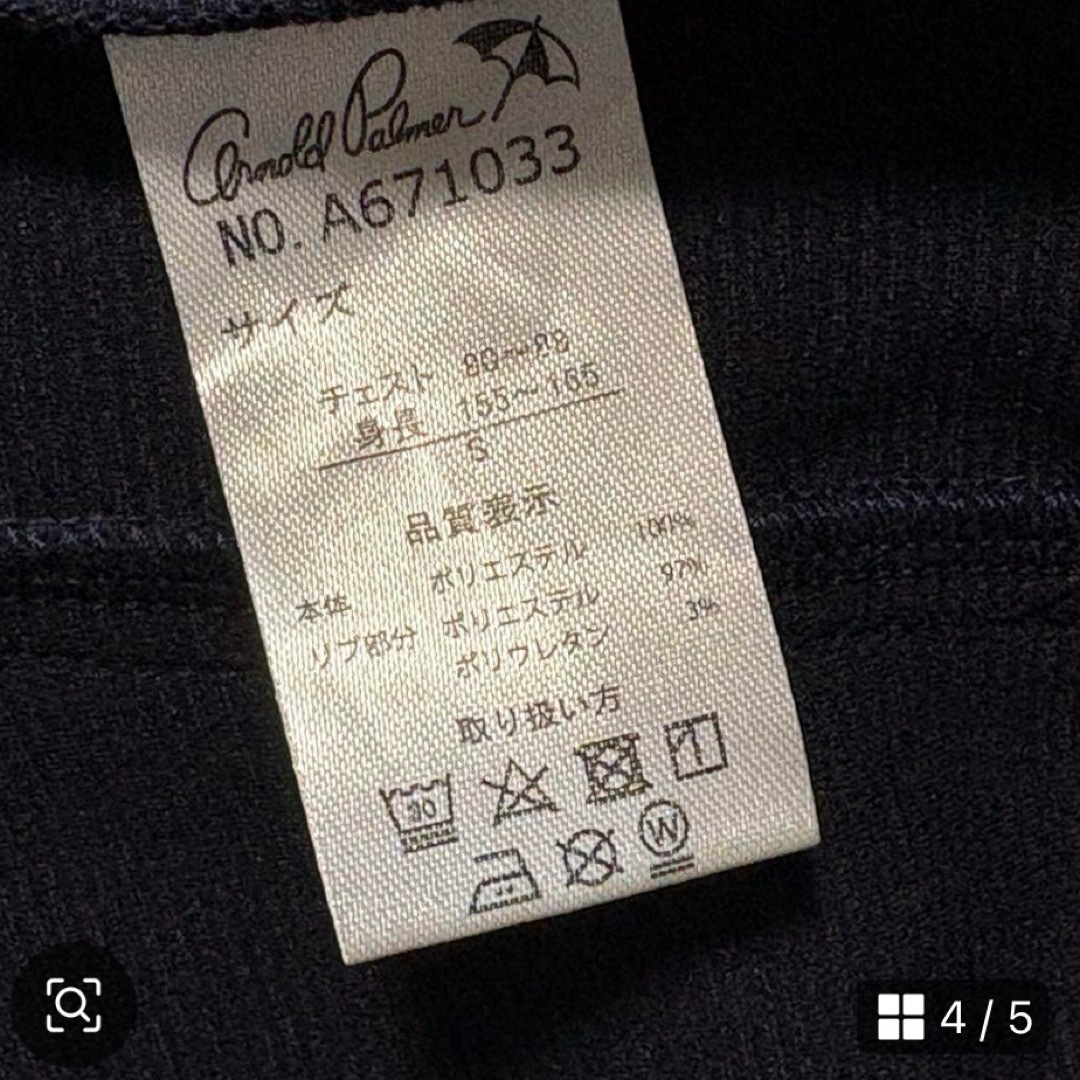 Arnold Palmer
NO. A671033
サイズ
チェスト 80〜88
身長 155〜165
S
品質表示
本体 ポリエステル 100%
リブ部分 ポリエステル 97%
ポリウレタン 3%
取り扱い方
30
W
4 / 5